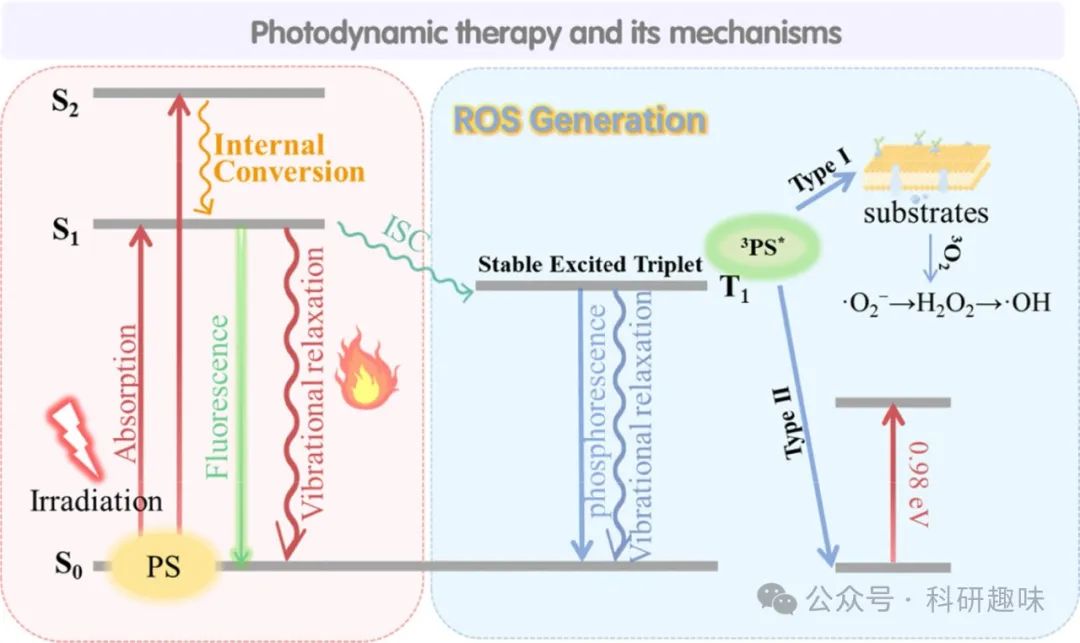 Photodynamic therapy and its mechanisms
S₂
Internal
Conversion
S₁
Absorption
Fluorescence
Vibrational relaxation
Irradiation
PS
S₀
ROS Generation
ISC
Stable Excited Triplet
T₁
³PS*
phosphorescence
Vibrational relaxation
Type I
substrates
³O₂
·O₂⁻→H₂O₂→·OH
Type II
0.98 eV
公众号 · 科研趣味